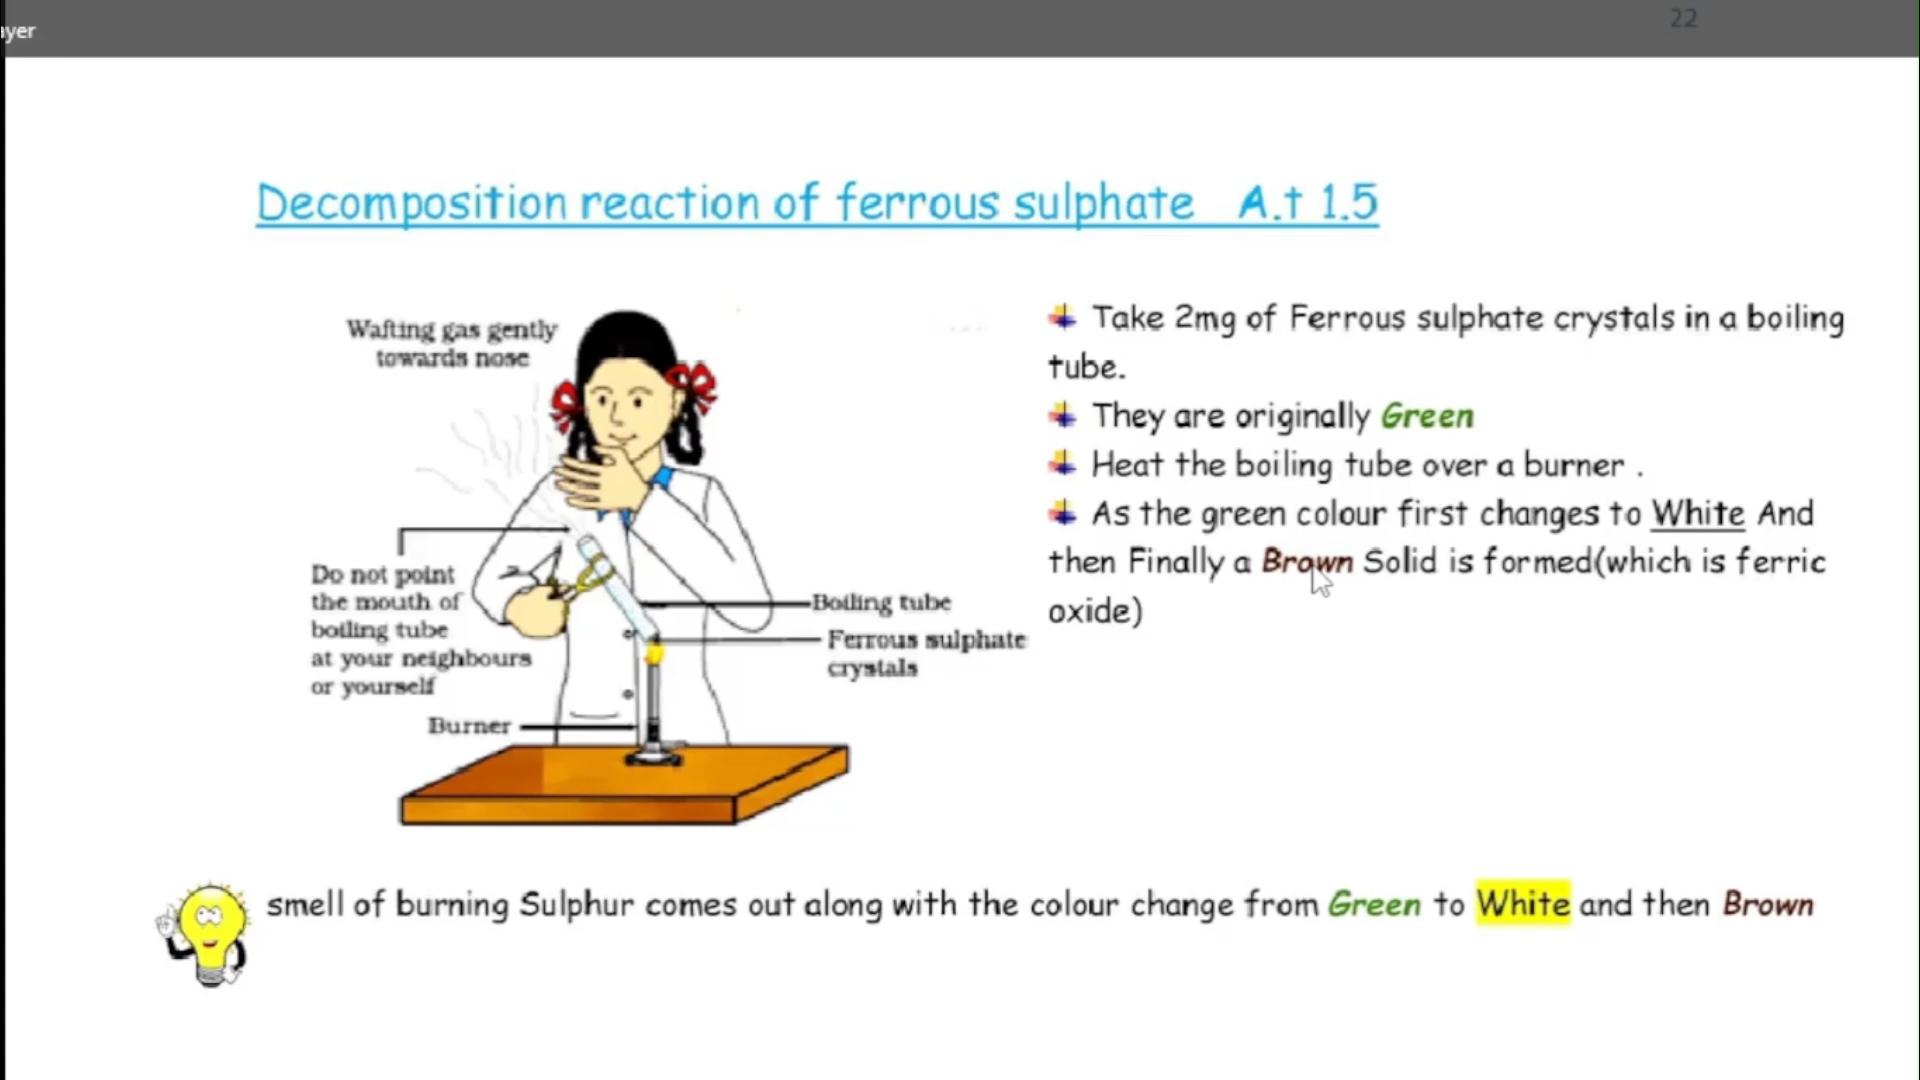 22
ayer
Decomposition reaction of ferrous sulphate A.t 1.5
Wafting gas gently
towards nose
Do not point
the mouth of
boiling tube
at your neighbours
or yourself
Boiling tube
Ferrous sulphate
crystals
Burner
Take 2mg of Ferrous sulphate crystals in a boiling
tube.
They are originally Green
Heat the boiling tube over a burner .
As the green colour first changes to White And
then Finally a Brown Solid is formed(which is ferric
oxide)
smell of burning Sulphur comes out along with the colour change from Green to White and then Brown